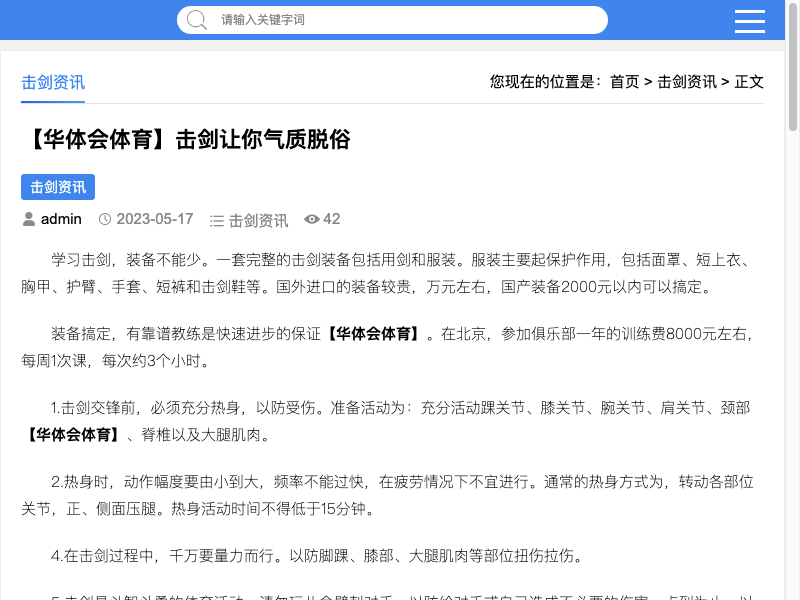 请输入关键字词
击剑资讯
您现在的位置是：首页 > 击剑资讯 > 正文
【华体会体育】击剑让你气质脱俗
击剑资讯
admin 2023-05-17 击剑资讯 42
学习击剑，装备不能少。一套完整的击剑装备包括用剑和服装。服装主要起保护作用，包括面罩、短上衣、
胸甲、护臂、手套、短裤和击剑鞋等。国外进口的装备较贵，万元左右，国产装备2000元以内可以搞定。
装备搞定，有靠谱教练是快速进步的保证【华体会体育】。在北京，参加俱乐部一年的训练费8000元左右，
每周1次课，每次约3个小时。
1.击剑交锋前，必须充分热身，以防受伤。准备活动为：充分活动踝关节、膝关节、腕关节、肩关节、颈部
【华体会体育】、脊椎以及大腿肌肉。
2.热身时，动作幅度要由小到大，频率不能过快，在疲劳情况下不宜进行。通常的热身方式为，转动各部位
关节，正、侧面压腿。热身活动时间不得低于15分钟。
4.在击剑过程中，千万要量力而行。以防脚踝、膝部、大腿肌肉等部位扭伤拉伤。